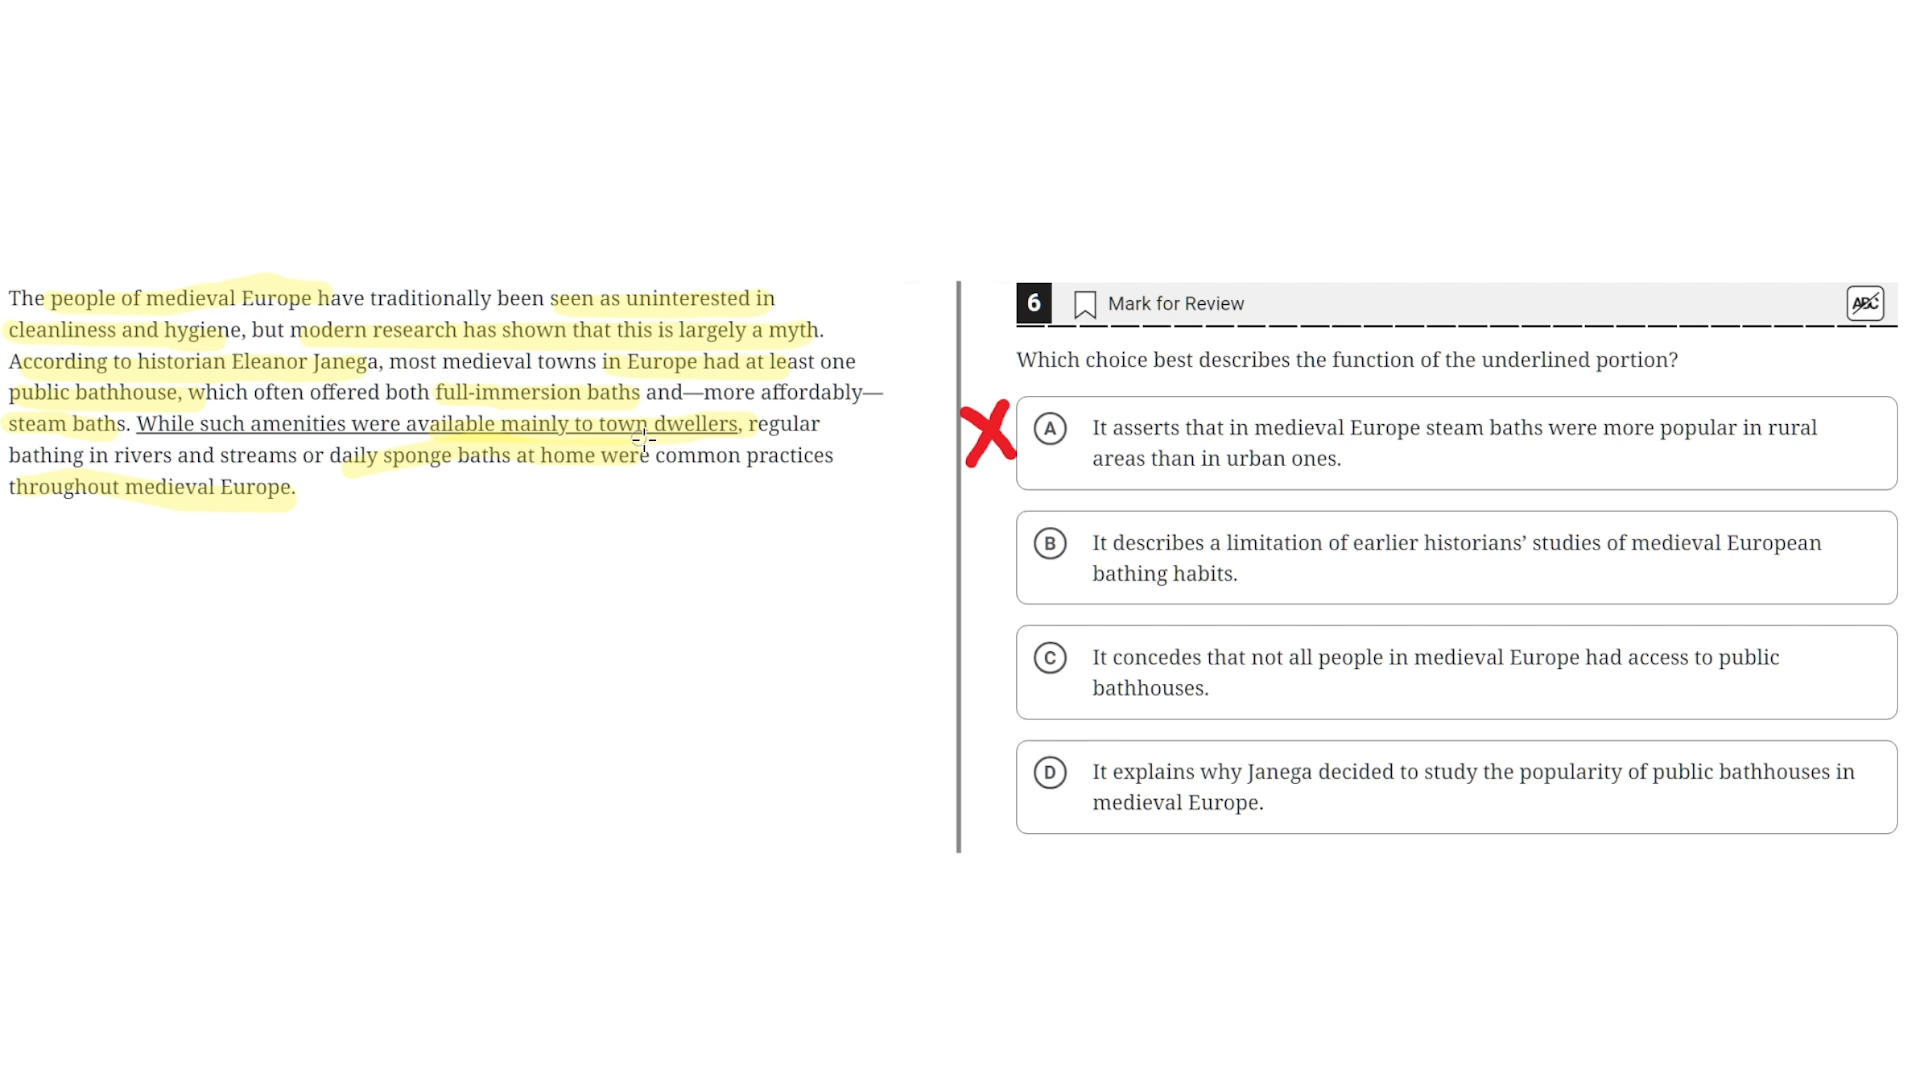 The people of medieval Europe have traditionally been seen as uninterested in
cleanliness and hygiene, but modern research has shown that this is largely a myth.
According to historian Eleanor Janega, most medieval towns in Europe had at least one
public bathhouse, which often offered both full-immersion baths and—more affordably—
steam baths. While such amenities were available mainly to town dwellers, regular
bathing in rivers and streams or daily sponge baths at home were common practices
throughout medieval Europe.
6 Mark for Review ABC
Which choice best describes the function of the underlined portion?
A It asserts that in medieval Europe steam baths were more popular in rural
areas than in urban ones.
B It describes a limitation of earlier historians’ studies of medieval European
bathing habits.
C It concedes that not all people in medieval Europe had access to public
bathhouses.
D It explains why Janega decided to study the popularity of public bathhouses in
medieval Europe.